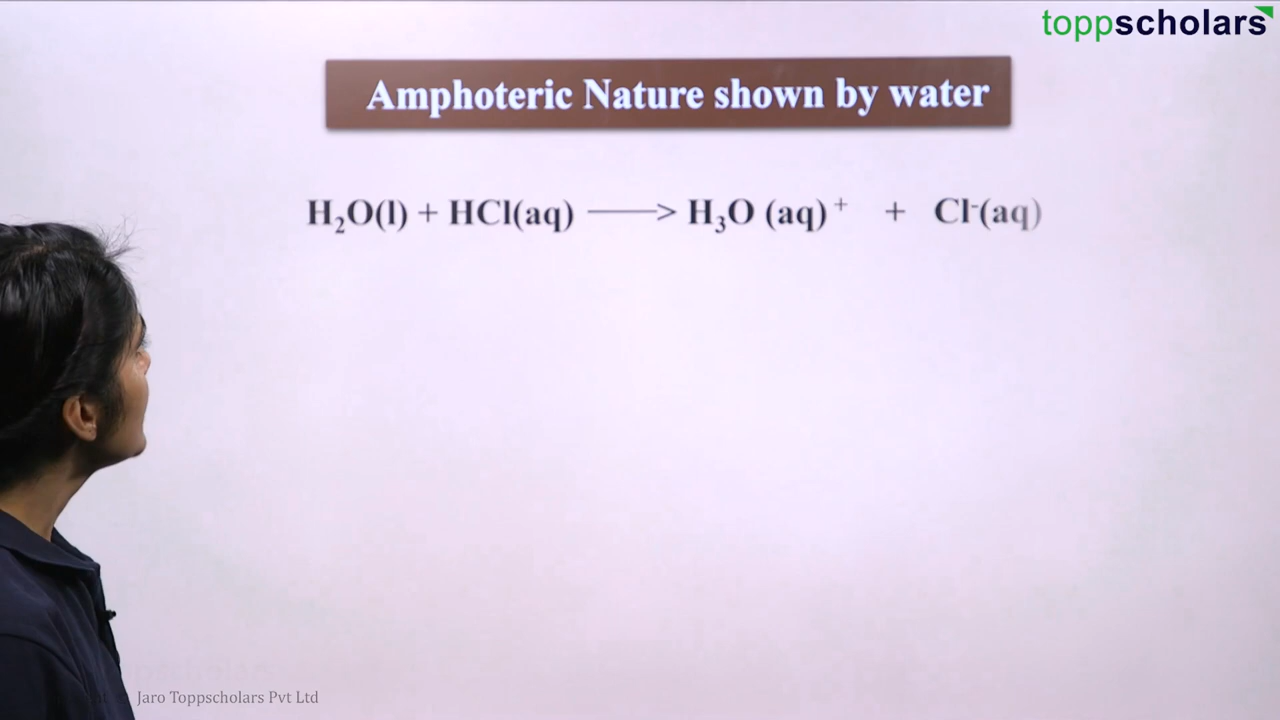 toppscholars
Amphoteric Nature shown by water
H₂O(l) + HCl(aq) ⟶ H₃O (aq)⁺ + Cl⁻(aq)
Jaro Toppscholars Pvt Ltd